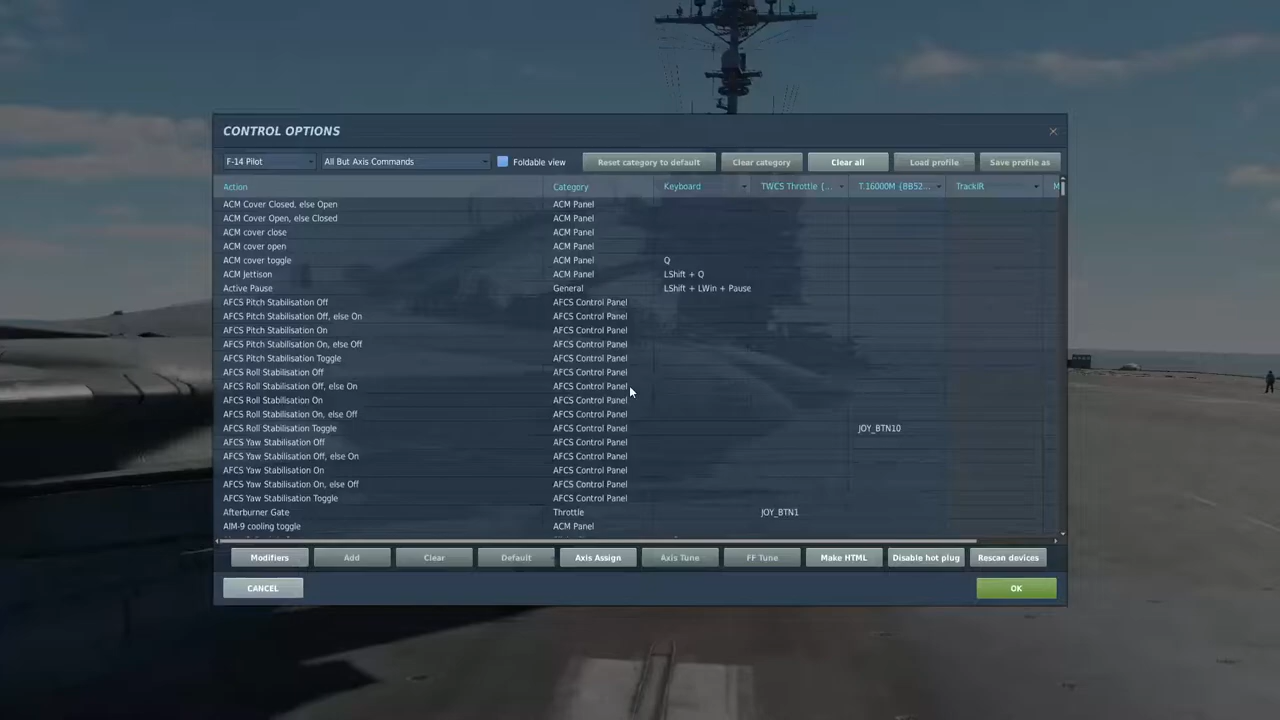 CONTROL OPTIONS
F-14 Pilot All But Axis Commands Foldable view Reset category to default Clear category Clear all Load profile Save profile as
Action Category Keyboard TWCS Throttle {... T.16000M {BB52... TrackIR M
ACM Cover Closed, else Open ACM Panel
ACM Cover Open, else Closed ACM Panel
ACM cover close ACM Panel
ACM cover open ACM Panel
ACM cover toggle ACM Panel Q
ACM Jettison ACM Panel LShift + Q
Active Pause General LShift + LWin + Pause
AFCS Pitch Stabilisation Off AFCS Control Panel
AFCS Pitch Stabilisation Off, else On AFCS Control Panel
AFCS Pitch Stabilisation On AFCS Control Panel
AFCS Pitch Stabilisation On, else Off AFCS Control Panel
AFCS Pitch Stabilisation Toggle AFCS Control Panel
AFCS Roll Stabilisation Off AFCS Control Panel
AFCS Roll Stabilisation Off, else On AFCS Control Panel
AFCS Roll Stabilisation On AFCS Control Panel
AFCS Roll Stabilisation On, else Off AFCS Control Panel
AFCS Roll Stabilisation Toggle AFCS Control Panel JOY_BTN10
AFCS Yaw Stabilisation Off AFCS Control Panel
AFCS Yaw Stabilisation Off, else On AFCS Control Panel
AFCS Yaw Stabilisation On AFCS Control Panel
AFCS Yaw Stabilisation On, else Off AFCS Control Panel
AFCS Yaw Stabilisation Toggle AFCS Control Panel
Afterburner Gate Throttle JOY_BTN1
AIM-9 cooling toggle ACM Panel
Modifiers Add Clear Default Axis Assign Axis Tune FF Tune Make HTML Disable hot plug Rescan devices
CANCEL OK